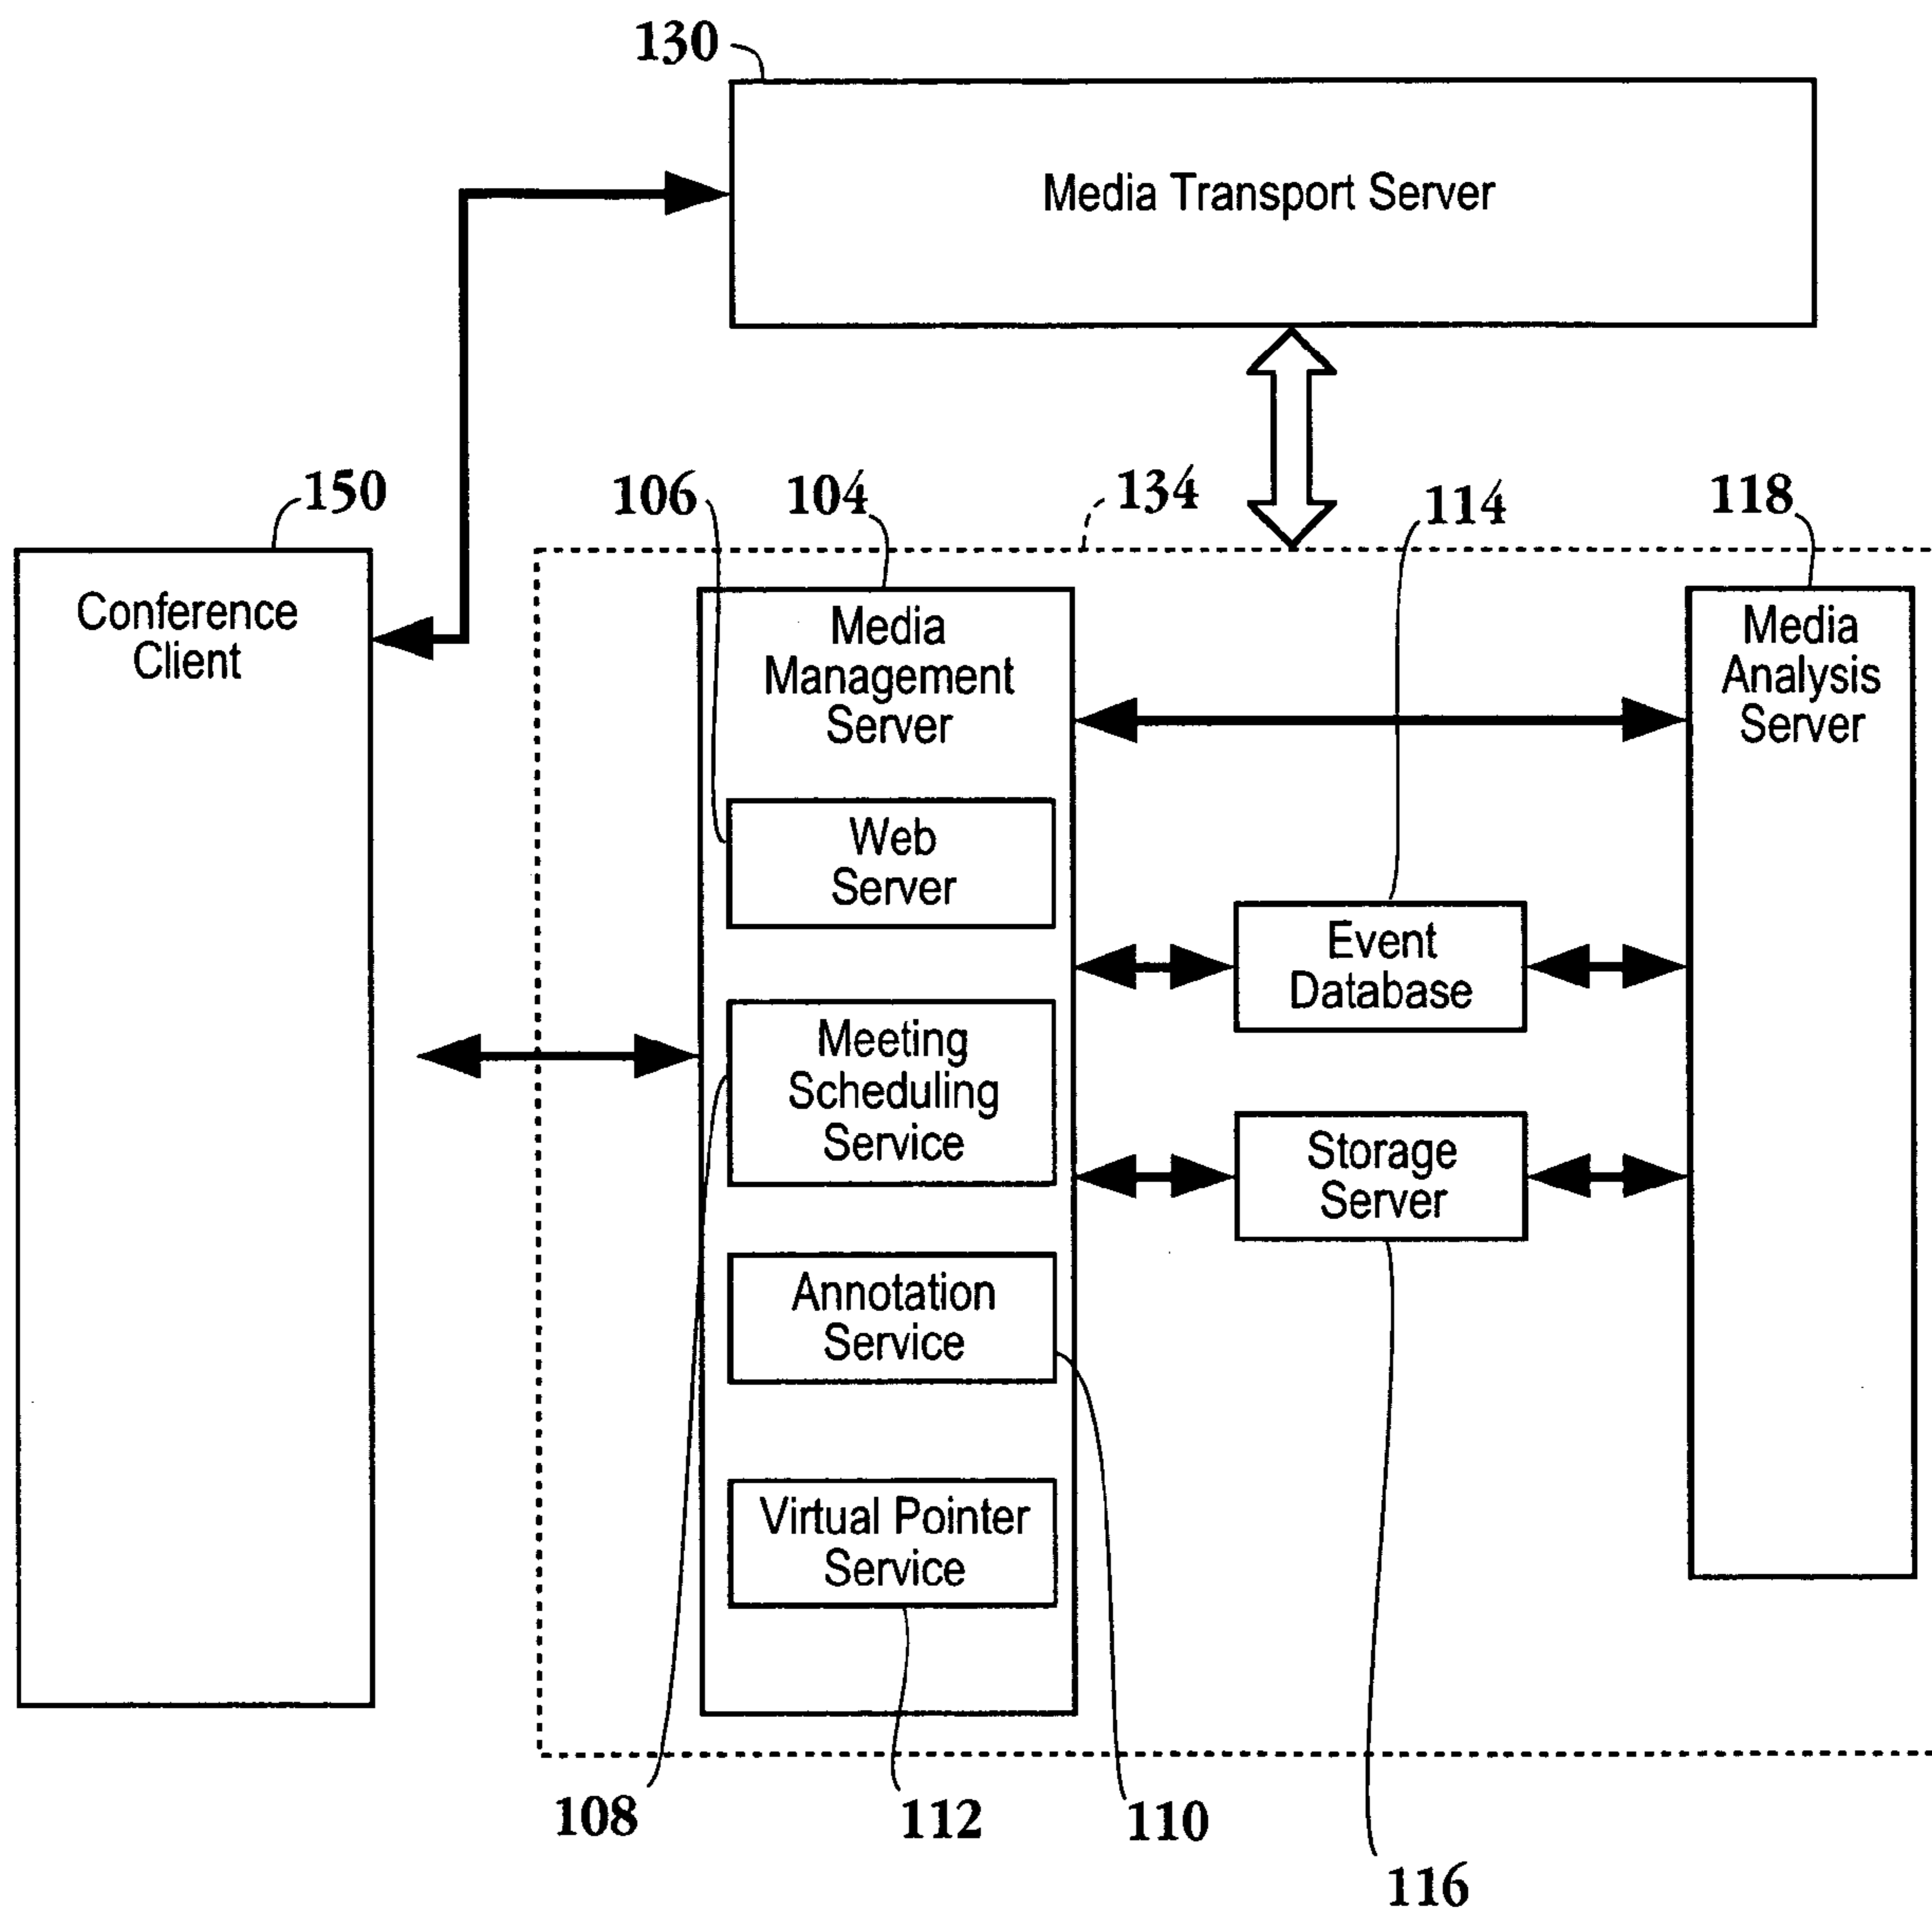 130
Media Transport Server
150
106
104
134
114
118
Conference
Client
Media
Management
Server
Media
Analysis
Server
Web
Server
Event
Database
Meeting
Scheduling
Service
Storage
Server
Annotation
Service
Virtual Pointer
Service
108
112
110
116